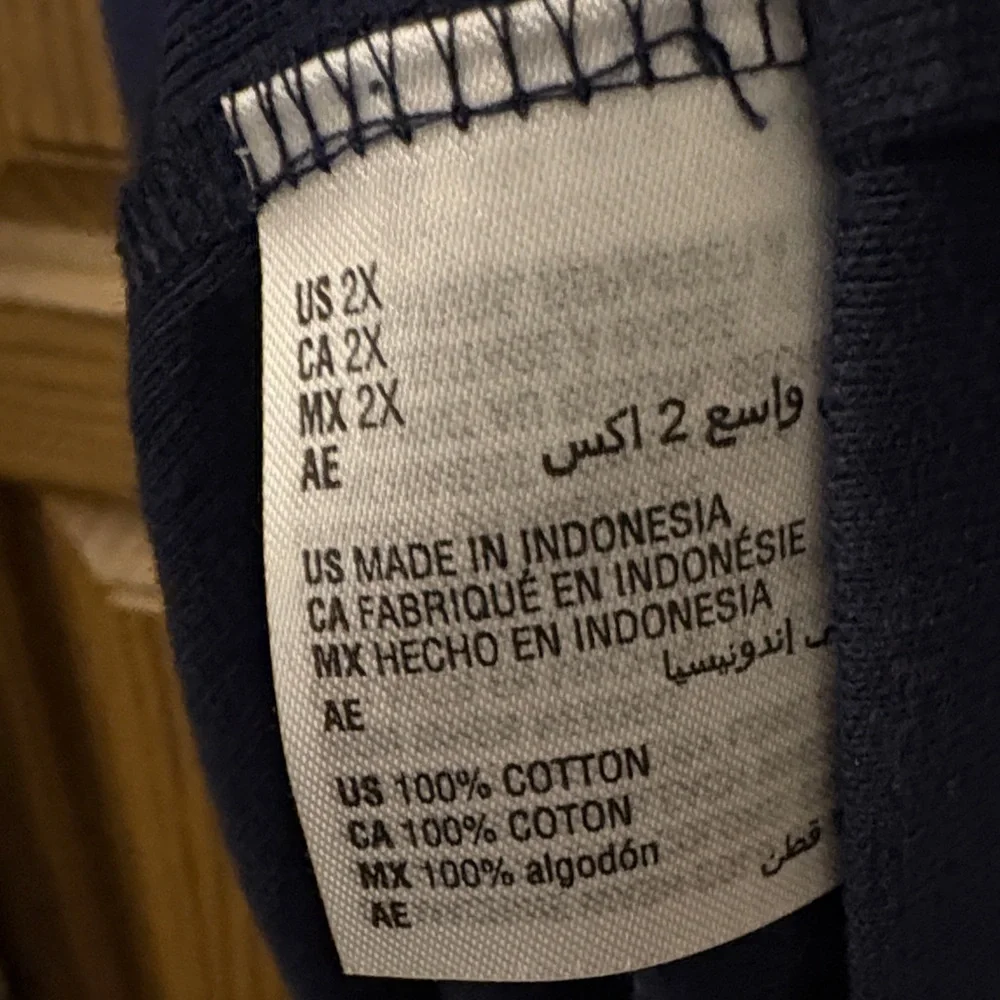 US 2X
CA 2X
MX 2X
AE واسع 2 اكس
US MADE IN INDONESIA
CA FABRIQUÉ EN INDONÉSIE
MX HECHO EN INDONESIA
إندونيسيا
AE
US 100% COTTON
CA 100% COTON
MX 100% algodón
قطن
AE